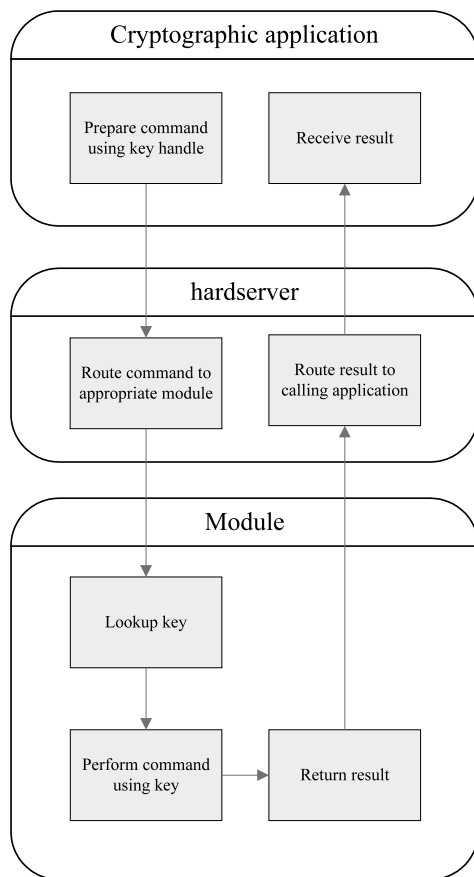 Cryptographic application
Prepare command
using key handle
Receive result
hardserver
Route command to
appropriate module
Route result to
calling application
Module
Lookup key
Perform command
using key
Return result